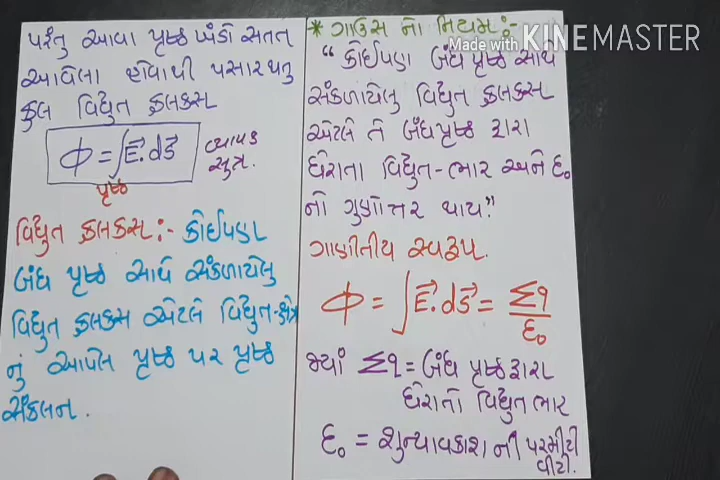 પરંતુ આવા પૃષ્ઠ ખંડો સતત
આવેલા હોવાથી પસાર થતુ
કુલ વિદ્યુત ફ્લક્સ
ϕ = ∫E⃗.dS⃗ વ્યાપક
સુત્ર.
પૃષ્ઠ
વિદ્યુત ફ્લક્સ :- કોઈપણ
બંધ પૃષ્ઠ સાથે સંકળાયેલુ
વિદ્યુત ફ્લક્સ એટલે વિદ્યુત-ક્ષેત્ર
નું આપેલ પૃષ્ઠ પર પૃષ્ઠ
સંકલન.
* ગાઉસ નો નિયમ :-
Made with KINEMASTER
“કોઈપણ બંધ પૃષ્ઠ સાથે
સંકળાયેલુ વિદ્યુત ફ્લક્સ
એટલે તે બંધપૃષ્ઠ દ્વારા
ઘેરાતા વિદ્યુત-ભાર અને ε₀
નો ગુણોત્તર થાય”
ગાણીતીય સ્વરૂપ.
ϕ = ∫E⃗.dS⃗ = Σq/ε₀
જ્યાં Σq = બંધ પૃષ્ઠ દ્વારા
ઘેરાતો વિદ્યુત ભાર
ε₀ = શુન્યાવકાશ ની પરમીટી
વીટી.